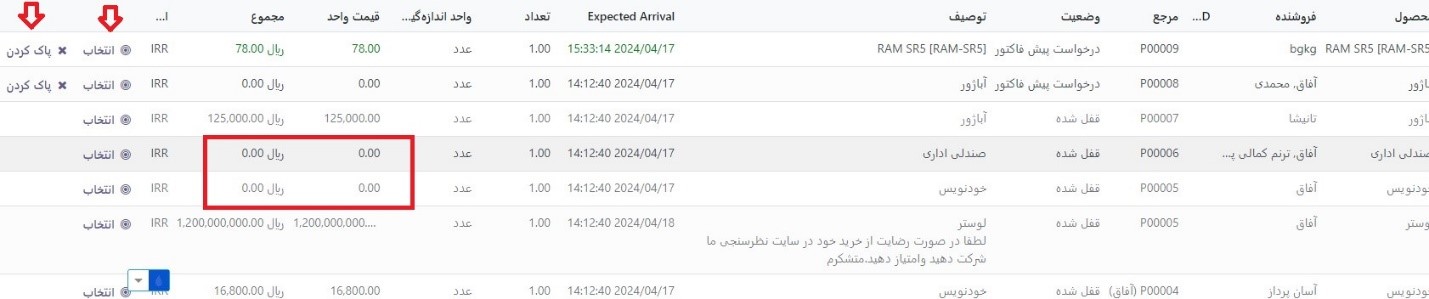 محصول فروشنده D... مرجع وضعیت توصیف Expected Arrival تعداد واحد اندازه‌گی... قیمت واحد مجموع ا...
RAM SR5 [RAM-SR5 bgkg P00009 درخواست پیش فاکتور [RAM-SR5] RAM SR5 2024/04/17 15:33:14 1.00 عدد 78.00 78.00 ریال IRR انتخاب پاک کردن
آفاق, محمدی P00008 درخواست پیش فاکتور آباژور 2024/04/17 14:12:40 1.00 عدد 0.00 0.00 ریال IRR انتخاب پاک کردن
تانیشا P00007 قفل شده آباژور 2024/04/17 14:12:40 1.00 عدد 125,000.00 125,000.00 ریال IRR انتخاب
صندلی اداری آفاق, ترنم کمالی پ... P00006 قفل شده صندلی اداری 2024/04/17 14:12:40 1.00 عدد 0.00 0.00 ریال IRR انتخاب
خودنویس آفاق P00005 قفل شده خودنویس 2024/04/17 14:12:40 1.00 عدد 0.00 0.00 ریال IRR انتخاب
لوستر آفاق P00005 قفل شده لوستر 2024/04/18 14:12:40 1.00 عدد 1,200,000,000.... 1,200,000,000.00 ریال IRR انتخاب
لطفا در صورت رضایت از خرید خود در سایت نظرسنجی ما
شرکت دهید وامتیاز دهید.متشکرم
خودنویس آسان پرداز P00004 (آفاق) قفل شده خودنویس 2024/04/17 14:12:40 1.00 عدد 16,800.00 16,800.00 ریال IRR انتخاب